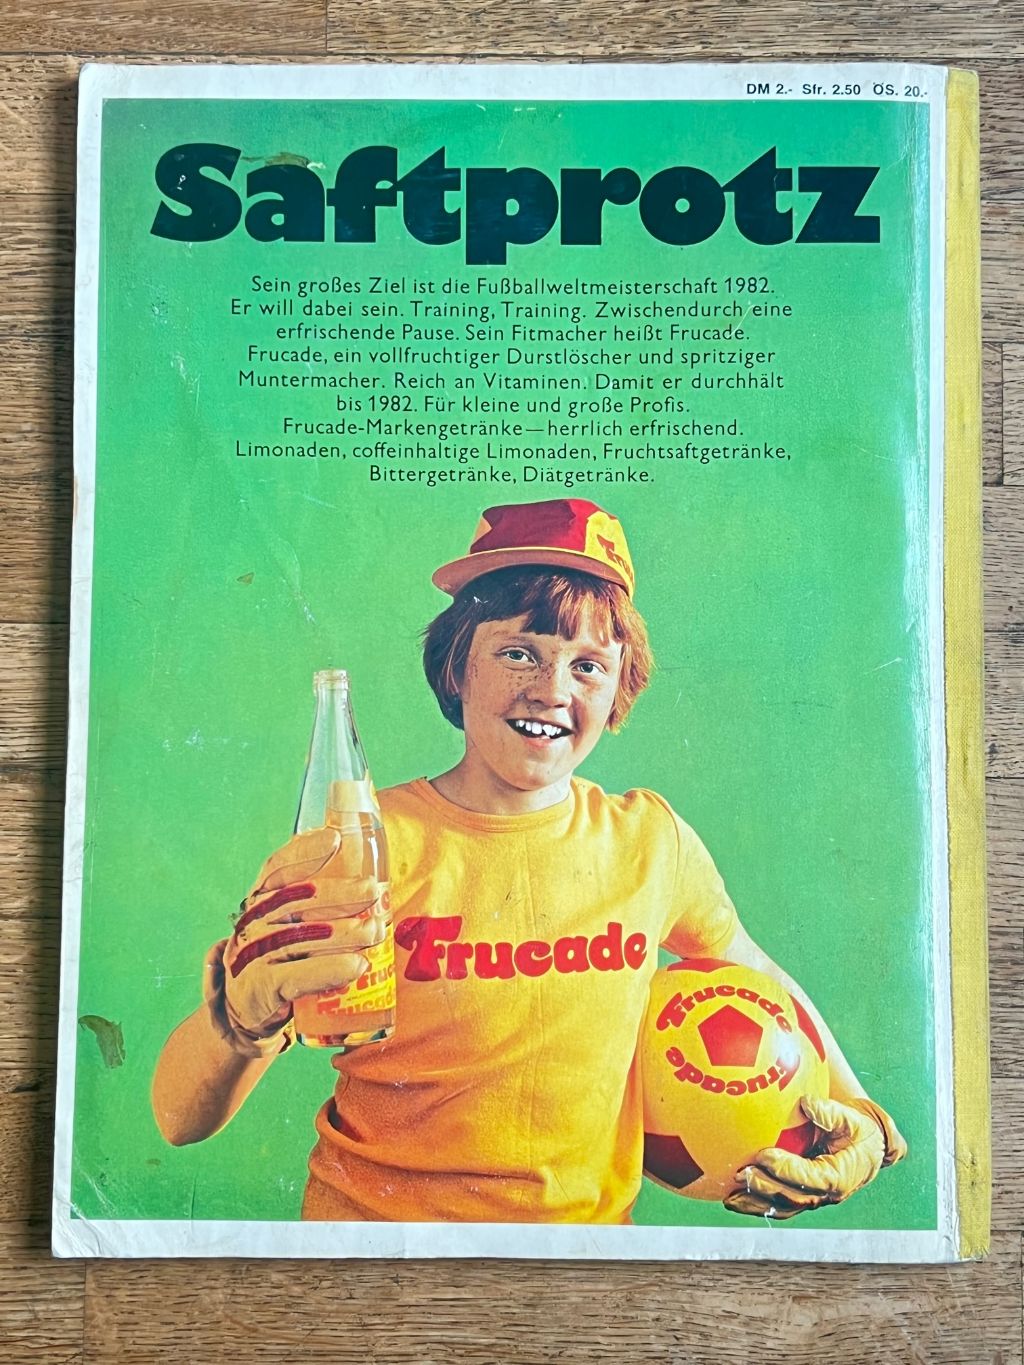 DM 2.- Sfr. 2.50 ÖS. 20.-
Saftprotz
Sein großes Ziel ist die Fußballweltmeisterschaft 1982.
Er will dabei sein. Training, Training. Zwischendurch eine
erfrischende Pause. Sein Fitmacher heißt Frucade.
Frucade, ein vollfruchtiger Durstlöscher und spritziger
Muntermacher. Reich an Vitaminen. Damit er durchhält
bis 1982. Für kleine und große Profis.
Frucade-Markengetränke—herrlich erfrischend.
Limonaden, coffeinhaltige Limonaden, Fruchtsaftgetränke,
Bittergetränke, Diätgetränke.
Frucade
Frucade
Frucade
Frucade
Frucade